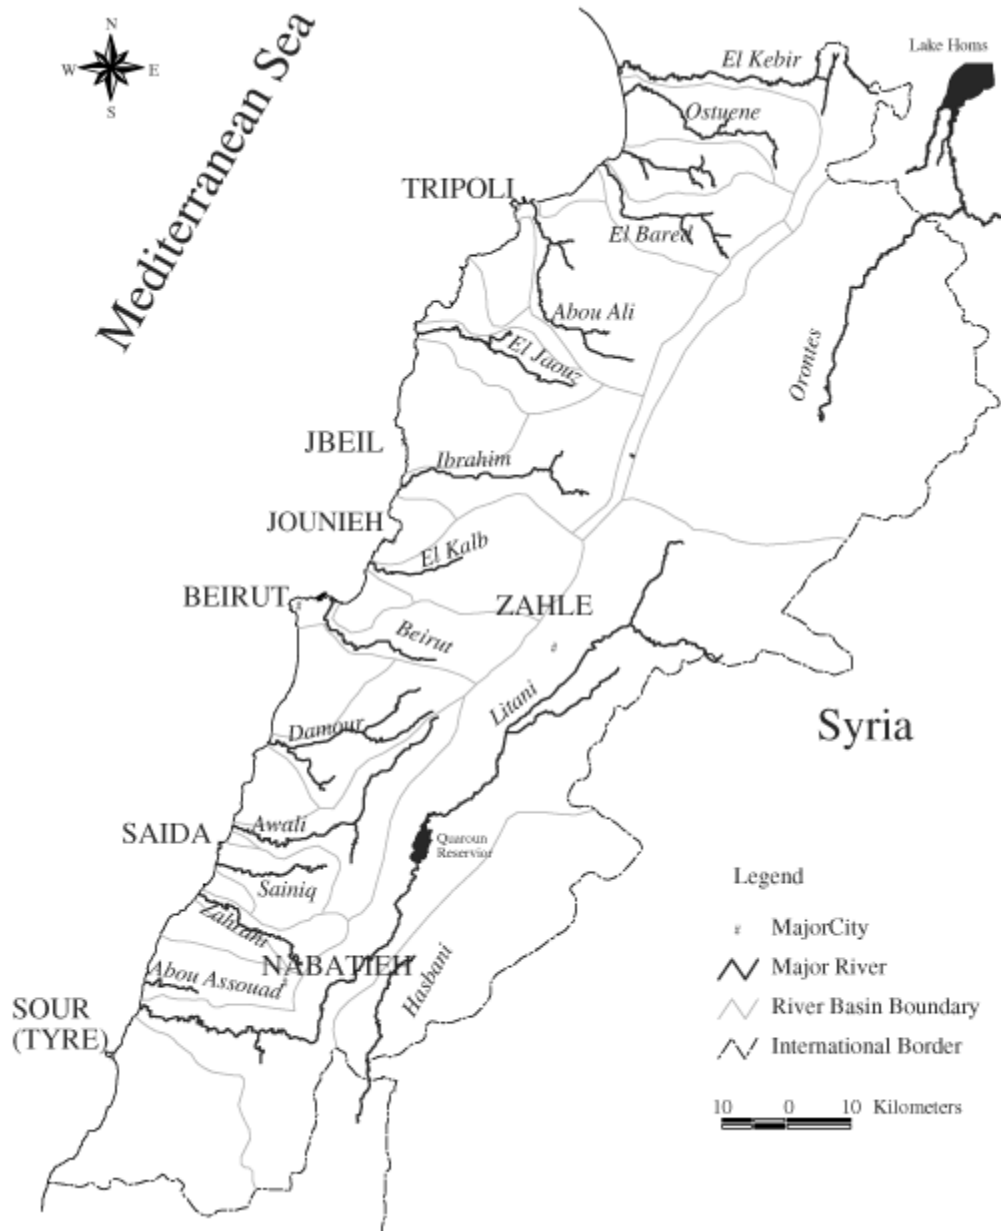 N
W E
S
Mediterranean Sea
Lake Homs
El Kebir
Ostuene
TRIPOLI
El Bared
Abou Ali
El Jaouz
Orontes
JBEIL
Ibrahim
JOUNIEH
El Kalb
BEIRUT
ZAHLE
Beirut
Litani
Damour
Syria
SAIDA
Awali
Quaroun
Reservior
Sainiq
Zahrani
NABATIEH
Hasbani
Abou Assouad
SOUR
(TYRE)
Legend
MajorCity
Major River
River Basin Boundary
International Border
10 0 10 Kilometers